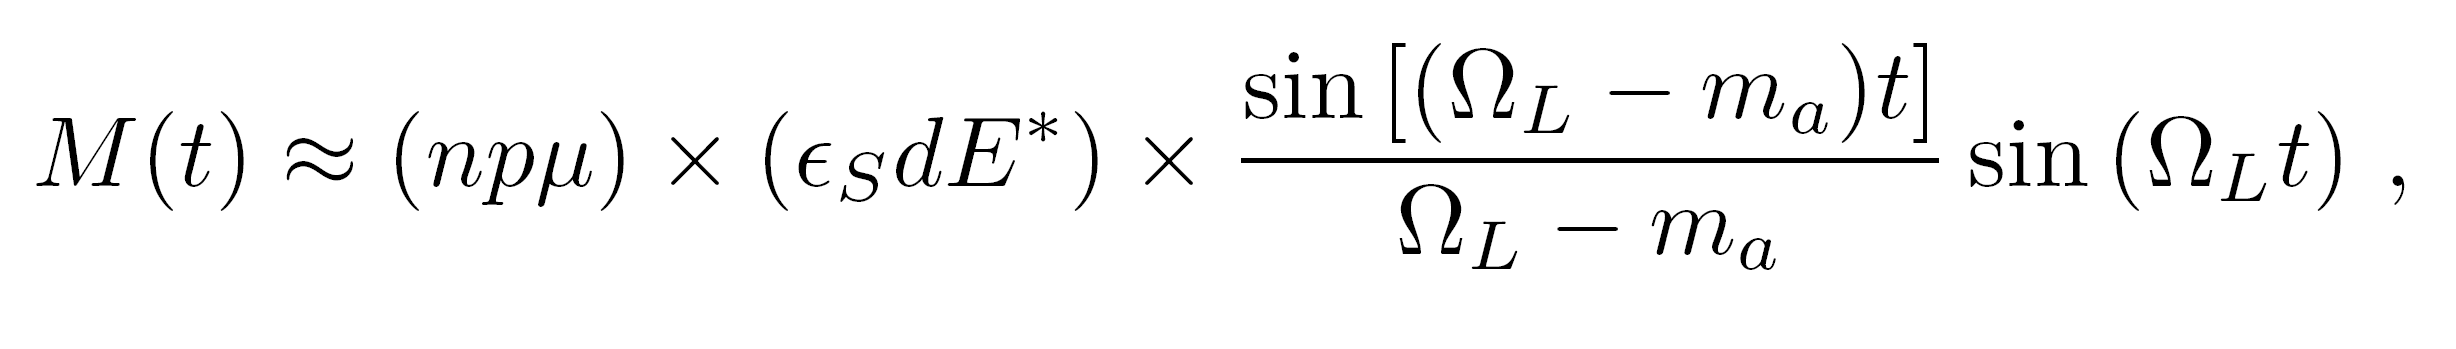 M(t) ≈ (npμ) × (ϵ_S dE^*) × \frac{\sin [(Ω_L − m_a)t]}{Ω_L − m_a} \sin (Ω_L t) ,